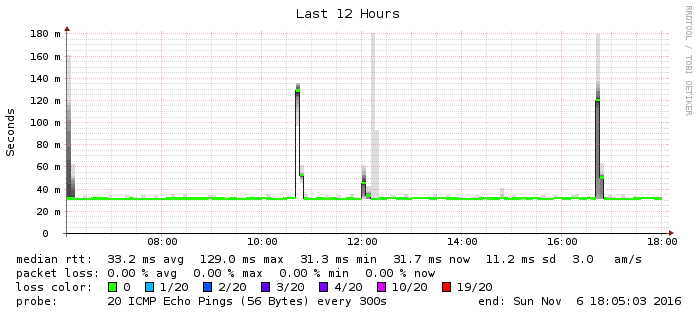 Last 12 Hours
RRDTOOL / TOBI OETIKER
Seconds
180 m
160 m
140 m
120 m
100 m
80 m
60 m
40 m
20 m
0
08:00 10:00 12:00 14:00 16:00 18:00
median rtt: 33.2 ms avg 129.0 ms max 31.3 ms min 31.7 ms now 11.2 ms sd 3.0 am/s
packet loss: 0.00 % avg 0.00 % max 0.00 % min 0.00 % now
loss color: 0 1/20 2/20 3/20 4/20 10/20 19/20
probe: 20 ICMP Echo Pings (56 Bytes) every 300s end: Sun Nov 6 18:05:03 2016